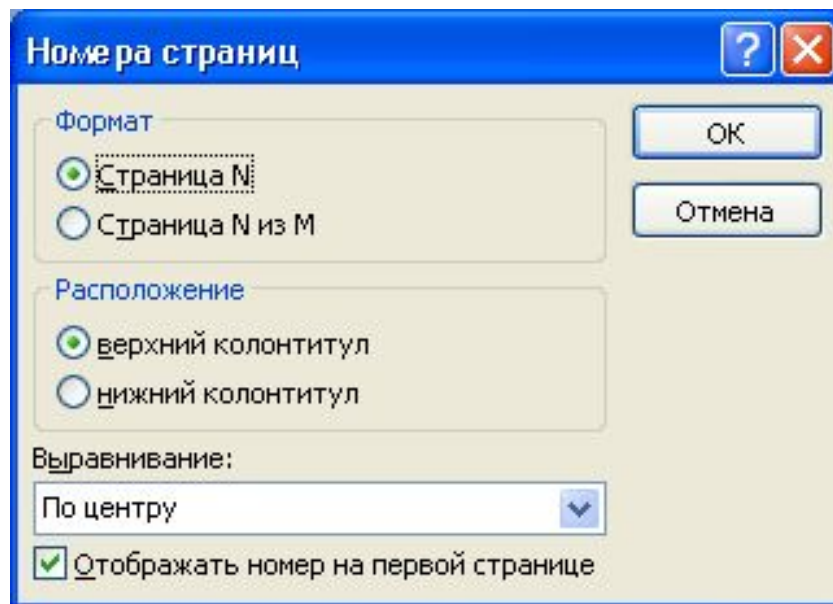 Номера страниц
Формат
Страница N
Страница N из M
Расположение
верхний колонтитул
нижний колонтитул
Выравнивание:
По центру
Отображать номер на первой странице
ОК
Отмена